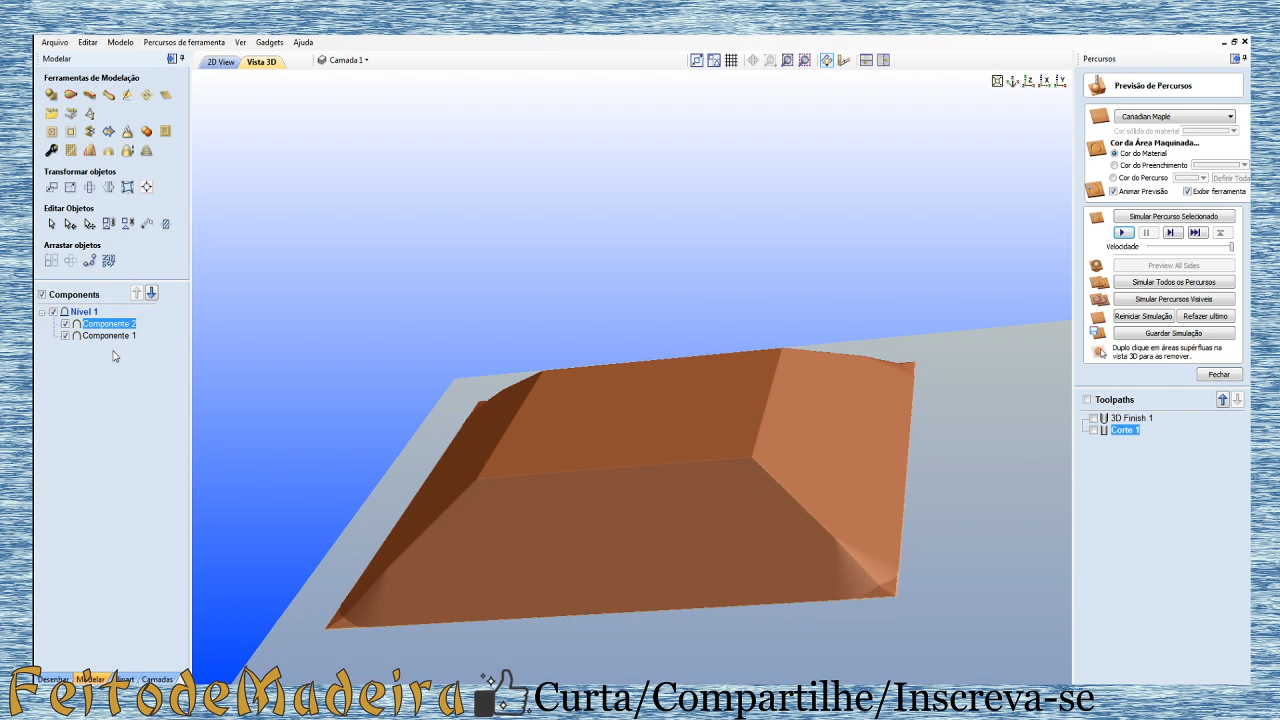 Arquivo Editar Modelo Percursos de ferramenta Ver Gadgets Ajuda
Modelar
2D View Vista 3D Camada 1
Percursos
Ferramentas de Modelação
Transformar objetos
Editar Objetos
Arrastar objetos
Components
Nível 1
Componente 2
Componente 1
Desenhar Modelar Camadas
Previsão de Percursos
Canadian Maple
Cor sólida do material
Cor da Área Maquinada...
Cor do Material
Cor do Preenchimento
Cor do Percurso Definir Toda
Animar Previsão Exibir ferramenta
Simular Percurso Selecionado
Velocidade
Preview All Sides
Simular Todos os Percursos
Simular Percursos Visiveis
Reiniciar Simulação Refazer ultimo
Guardar Simulação
Duplo clique em áreas supérfluas na
vista 3D para as remover.
Fechar
Toolpaths
3D Finish 1
Corte 1
FeitodeMadeira Curta/Compartilhe/Inscreva-se